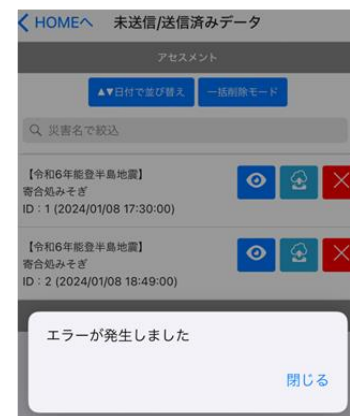 HOMEへ 未送信/送信済みデータ
アセスメント
▲▼日付で並び替え 一括削除モード
災害名で絞込
【令和6年能登半島地震】
寄合処みそぎ
ID：1 (2024/01/08 17:30:00)
【令和6年能登半島地震】
寄合処みそぎ
ID：2 (2024/01/08 18:49:00)
エラーが発生しました
閉じる